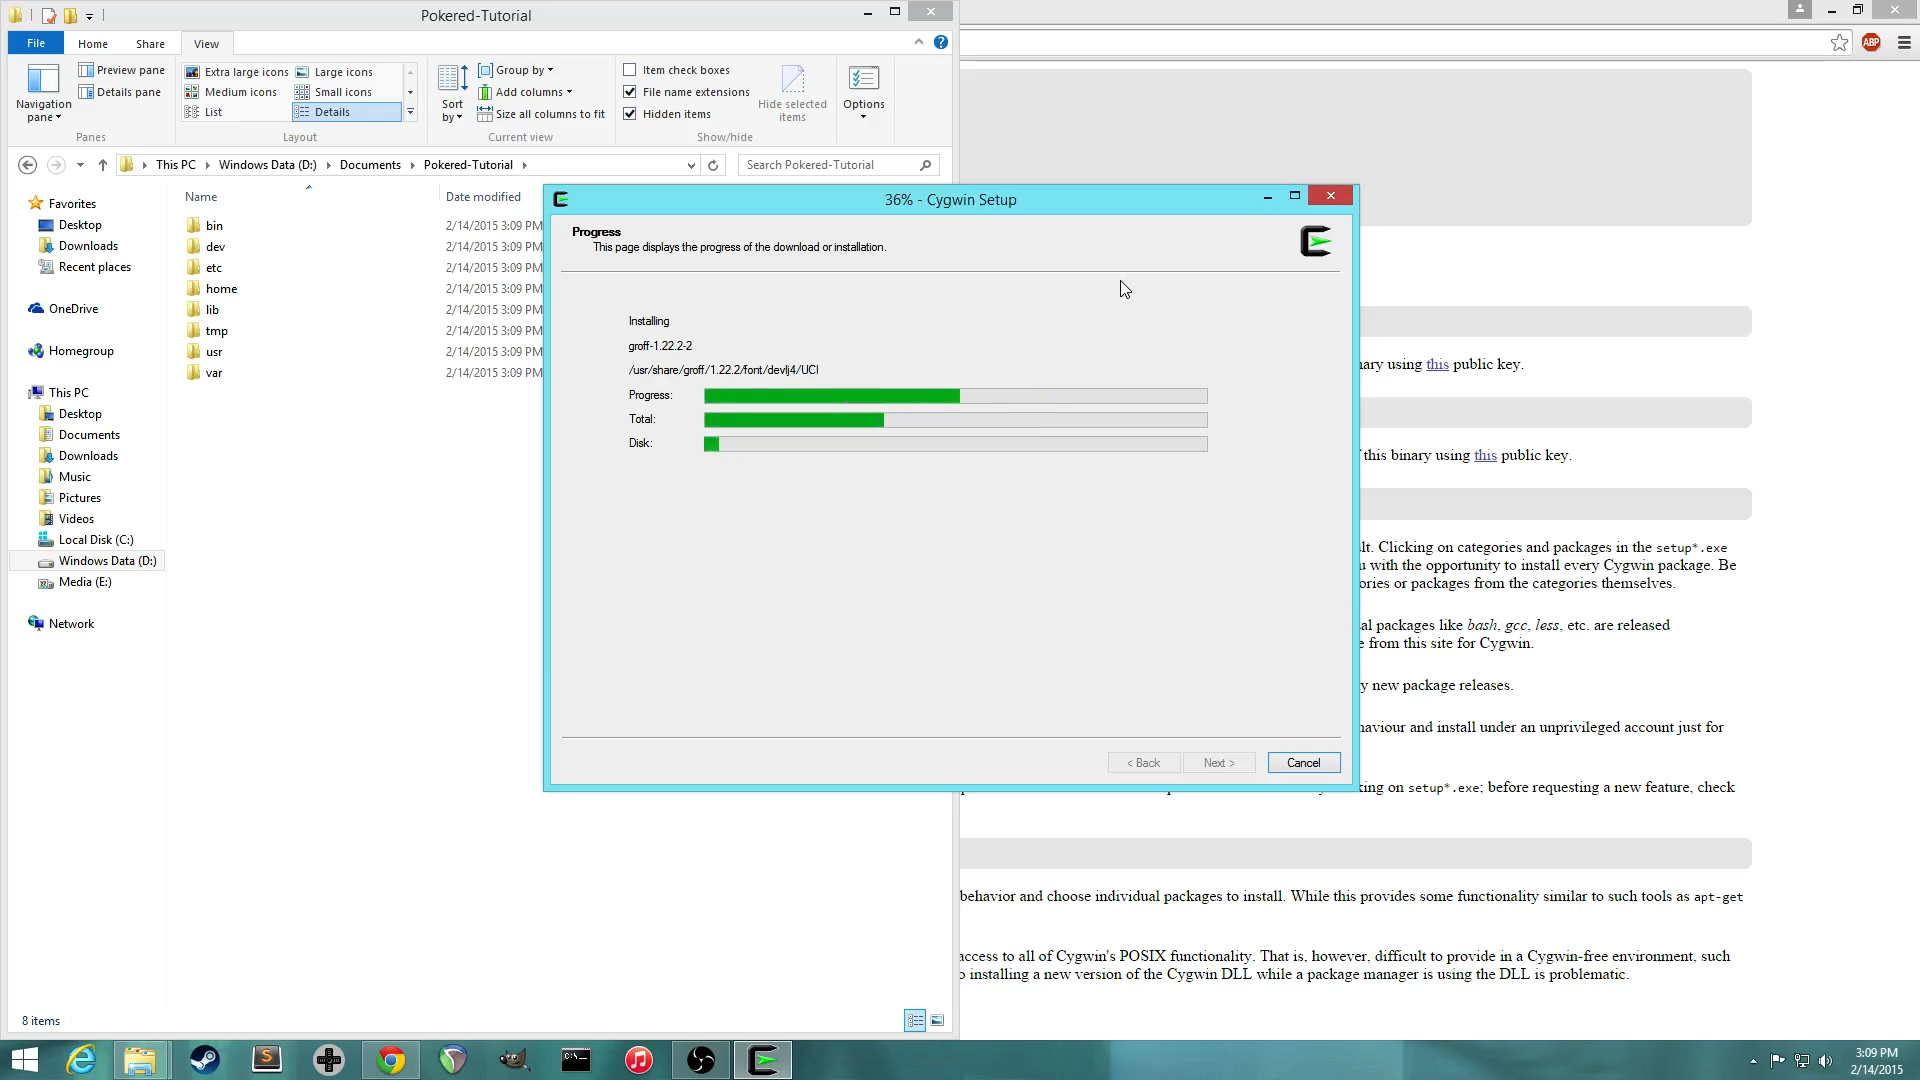 Pokered-Tutorial
File
Home
Share
View
Preview pane
Details pane
Navigation pane
Panes
Extra large icons
Large icons
Medium icons
Small icons
List
Details
Layout
Sort by
Group by
Add columns
Size all columns to fit
Current view
Item check boxes
File name extensions
Hidden items
Hide selected items
Show/hide
Options
ABP
This PC
Windows Data (D:)
Documents
Pokered-Tutorial
Search Pokered-Tutorial
Name
Date modified
Favorites
Desktop
Downloads
Recent places
OneDrive
Homegroup
This PC
Desktop
Documents
Downloads
Music
Pictures
Videos
Local Disk (C:)
Windows Data (D:)
Media (E:)
Network
bin 2/14/2015 3:09 PM
dev 2/14/2015 3:09 PM
etc 2/14/2015 3:09 PM
home 2/14/2015 3:09 PM
lib 2/14/2015 3:09 PM
tmp 2/14/2015 3:09 PM
usr 2/14/2015 3:09 PM
var 2/14/2015 3:09 PM
8 items
36% - Cygwin Setup
Progress
This page displays the progress of the download or installation.
Installing
groff-1.22.2-2
/usr/share/groff/1.22.2/font/devlj4/UCI
Progress:
Total:
Disk:
< Back
Next >
Cancel
using this public key.
this binary using this public key.
Clicking on categories and packages in the setup*.exe
with the opportunity to install every Cygwin package. Be
or packages from the categories themselves.
packages like bash, gcc, less, etc. are released
from this site for Cygwin.
new package releases.
and install under an unprivileged account just for
on setup*.exe; before requesting a new feature, check
behavior and choose individual packages to install. While this provides some functionality similar to such tools as apt-get
access to all of Cygwin's POSIX functionality. That is, however, difficult to provide in a Cygwin-free environment, such
installing a new version of the Cygwin DLL while a package manager is using the DLL is problematic.
3:09 PM
2/14/2015